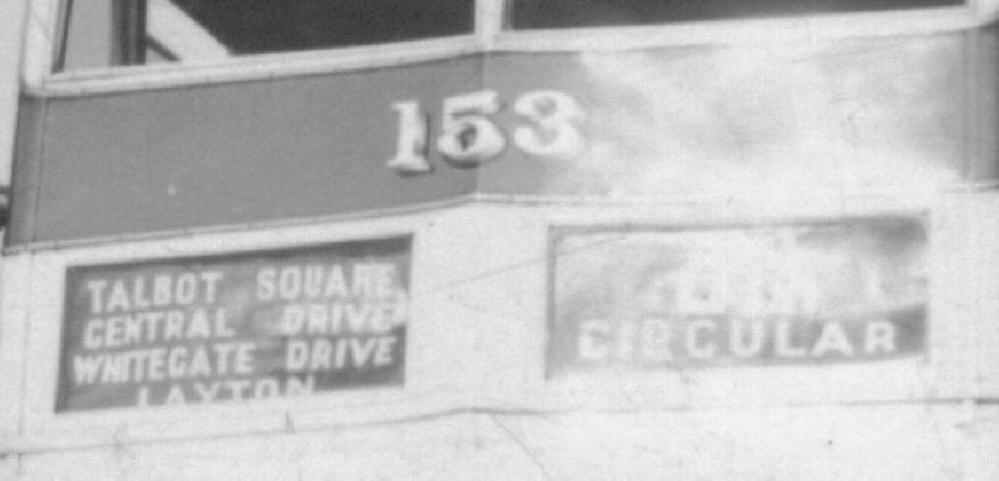 153
TALBOT SQUARE
CENTRAL DRIVE
WHITEGATE DRIVE
LAYTON
CIRCULAR